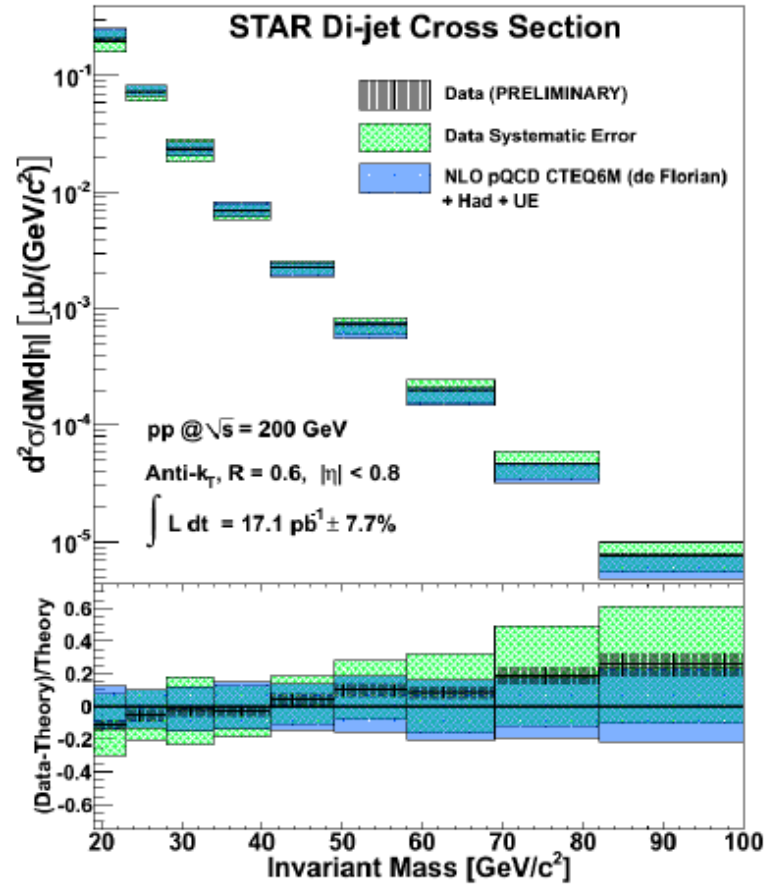 STAR Di-jet Cross Section
Data (PRELIMINARY)
Data Systematic Error
NLO pQCD CTEQ6M (de Florian)
+ Had + UE
d²σ/dMd|η| [μb/(GeV/c²)]
10⁻¹
10⁻²
10⁻³
10⁻⁴
10⁻⁵
pp @ √s = 200 GeV
Anti-k_T, R = 0.6, |η| < 0.8
∫ L dt = 17.1 pb⁻¹ ± 7.7%
(Data-Theory)/Theory
0.6
0.4
0.2
0
-0.2
-0.4
-0.6
20 30 40 50 60 70 80 90 100
Invariant Mass [GeV/c²]